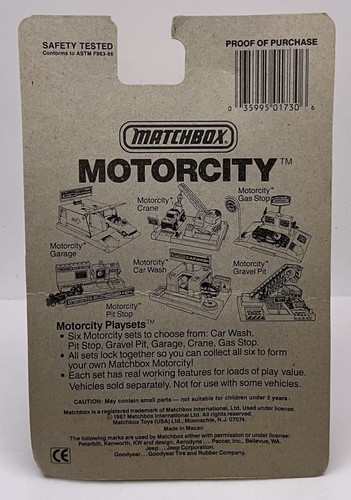 SAFETY TESTED
Conforms to ASTM F963-86
PROOF OF PURCHASE
0 35995 01730 6
MATCHBOX®
MOTORCITY™
Motorcity™
Garage
Motorcity™
Crane
Motorcity™
Gas Stop
Motorcity™
Pit Stop
Motorcity™
Car Wash
Motorcity™
Gravel Pit
Motorcity Playsets™
• Six Motorcity sets to choose from: Car Wash,
Pit Stop, Gravel Pit, Garage, Crane, Gas Stop.
• All sets lock together so you can collect all six to form
your own Matchbox Motorcity!
• Each set has real working features for loads of play value.
Vehicles sold separately. Not for use with some vehicles.
CAUTION: May contain small parts — not suitable for children under 3 years.
Matchbox is a registered trademark of Matchbox International, Ltd. Used under license.
© 1987 Matchbox International Ltd. All rights reserved.
Matchbox Toys (USA) Ltd., Moonachie, N.J. 07074.
Made in Macau
The following marks are used by Matchbox either with permission or under license:
Peterbilt, Kenworth, KW and design, Aerodyne... Paccar, Inc., Bellevue, WA.
Jeep...Jeep Corporation.
Goodyear...Goodyear Tire and Rubber Company.
CE